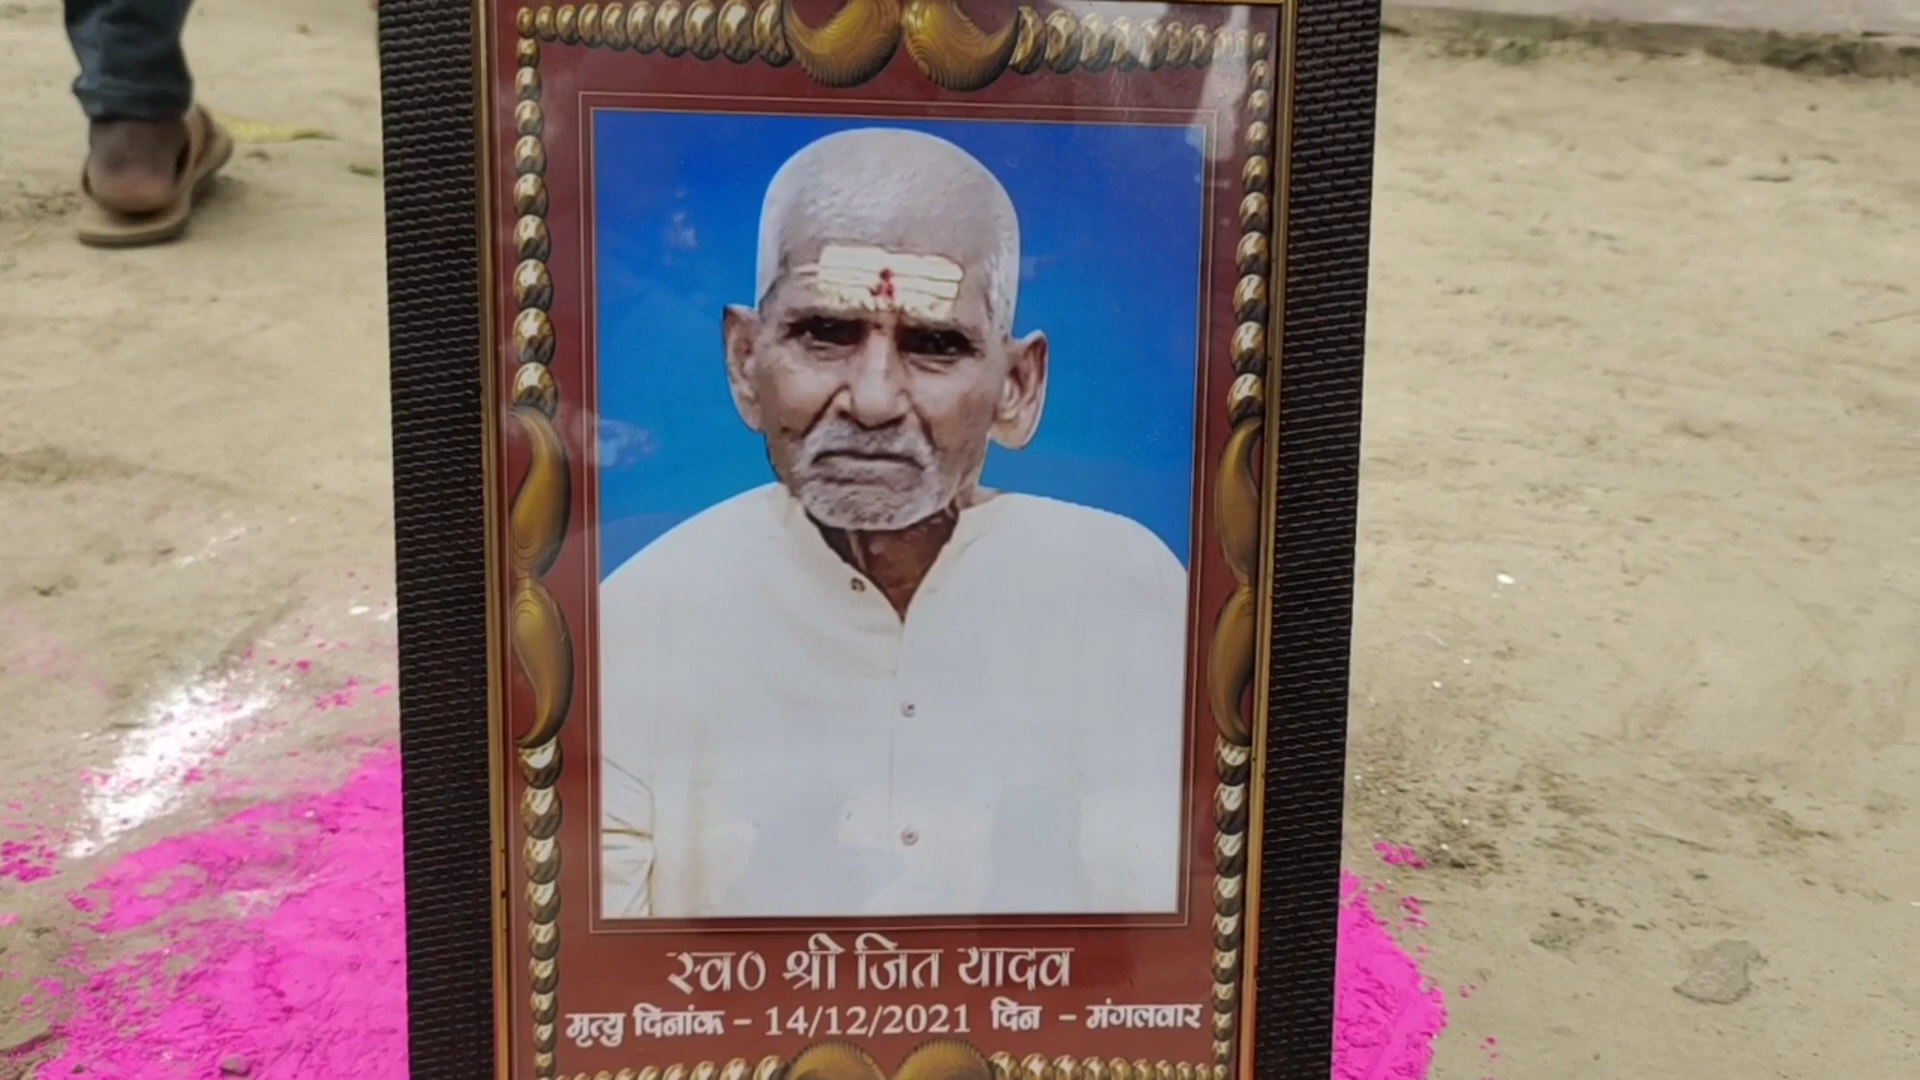 स्व० श्री जित यादव
मृत्यु दिनांक - 14/12/2021 दिन - मंगलवार